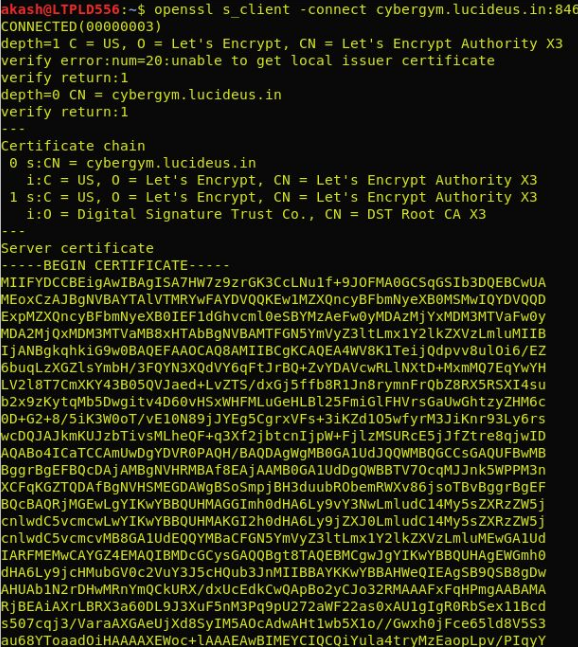 akash@LTPLD556:~$ openssl s_client -connect cybergym.lucideus.in:846
CONNECTED(00000003)
depth=1 C = US, O = Let's Encrypt, CN = Let's Encrypt Authority X3
verify error:num=20:unable to get local issuer certificate
verify return:1
depth=0 CN = cybergym.lucideus.in
verify return:1
---
Certificate chain
 0 s:CN = cybergym.lucideus.in
   i:C = US, O = Let's Encrypt, CN = Let's Encrypt Authority X3
 1 s:C = US, O = Let's Encrypt, CN = Let's Encrypt Authority X3
   i:O = Digital Signature Trust Co., CN = DST Root CA X3
---
Server certificate
-----BEGIN CERTIFICATE-----
MIIFYDCCBEigAwIBAgISA7HW7z9zrGK3CcLNu1f+9JOFMA0GCSqGSIb3DQEBCwUA
MEoxCzAJBgNVBAYTAlVTMRYwFAYDVQQKEw1MZXQncyBFbmNyeXB0MSMwIQYDVQQD
ExpMZXQncyBFbmNyeXB0IEF1dGhvcml0eSBYMzAeFw0yMDAzMjYxMDM3MTVaFw0y
MDA2MjQxMDM3MTVaMB8xHTAbBgNVBAMTFGN5YmVyZ3ltLmx1Y2lkZXVzLmluMIIB
IjANBgkqhkiG9w0BAQEFAAOCAQ8AMIIBCgKCAQEA4WV8K1TeijQdpvv8ulOi6/EZ
6buqLzXGZlsYmbH/3FQYN3XQdVY6qFtJrBQ+ZvYDAVcwRLlNXtD+MxmMQ7EqYwYH
LV2l8T7CmXKY43B05QVJaed+LvZTS/dxGj5ffb8R1Jn8rymnFrQbZ8RX5RSXI4su
b2x9zKytqMb5Dwgitv4D60vHSxWHFMLuGeHLBl25FmiGlFHVrsGaUwGhtzyZHM6c
0D+G2+8/5iK3W0oT/vE10N89jJYEg5CgrxVFs+3iKZd1O5wfyrM3JiKnr93Ly6rs
wcDQJAJkmKUJzbTivsMLheQF+q3Xf2jbtcnIjpW+FjlzMSURcE5jJfZtre8qjwID
AQABo4ICaTCCAmUwDgYDVR0PAQH/BAQDAgWgMB0GA1UdJQQWMBQGCCsGAQUFBwMB
BggrBgEFBQcDAjAMBgNVHRMBAf8EAjAAMB0GA1UdDgQWBBTV7OcqMJJnk5WPPM3n
XCFqKGZTQDAfBgNVHSMEGDAWgBSoSmpjBH3duubRObemRWXv86jsoTBvBggrBgEF
BQcBAQRjMGEwLgYIKwYBBQUHMAGGImh0dHA6Ly9vY3NwLmludC14My5sZXRzZW5j
cnlwdC5vcmcwLwYIKwYBBQUHMAKGI2h0dHA6Ly9jZXJ0LmludC14My5sZXRzZW5j
cnlwdC5vcmcvMB8GA1UdEQQYMBaCFGN5YmVyZ3ltLmx1Y2lkZXVzLmluMEwGA1Ud
IARFMEMwCAYGZ4EMAQIBMDcGCysGAQQBgt8TAQEBMCgwJgYIKwYBBQUHAgEWGmh0
dHA6Ly9jcHMubGV0c2VuY3J5cHQub3JnMIIBBAYKKwYBBAHWeQIEAgSB9QSB8gDw
AHUAb1N2rDHwMRnYmQCkURX/dxUcEdkCwQApBo2yCJo32RMAAAFxFqHPmgAABAMA
RjBEAiAXrLBRX3a60DL9J3XuF5nM3Pq9pU272aWF22as0xAU1gIgR0RbSex11Bcd
s507cqj3/VaraAXGAeUjXd8SyIM5AOcAdwAHt1wb5X1o//Gwxh0jFce65ld8V5S3
au68YToaadOiHAAAAXEWoc+lAAAEAwBIMEYCIQCQiYula4tryMzEaopLpv/PIqyY